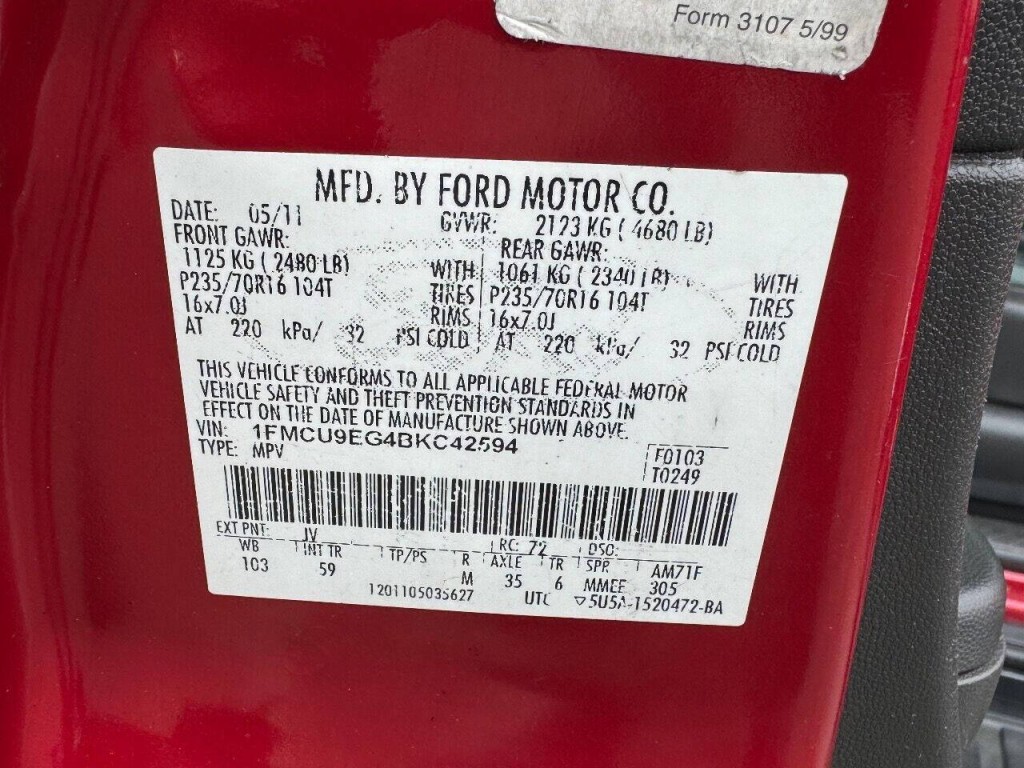 Form 3107 5/99
MFD. BY FORD MOTOR CO.
DATE: 05/11 GVWR: 2123 KG ( 4680 LB)
FRONT GAWR: REAR GAWR:
1125 KG ( 2480 LB) WITH 1061 KG ( 2340 LB) WITH
P235/70R16 104T TIRES P235/70R16 104T TIRES
16x7.0J RIMS 16x7.0J RIMS
AT 220 kPa/ 32 PSI COLD AT 220 kPa/ 32 PSI COLD
THIS VEHICLE CONFORMS TO ALL APPLICABLE FEDERAL MOTOR
VEHICLE SAFETY AND THEFT PREVENTION STANDARDS IN
EFFECT ON THE DATE OF MANUFACTURE SHOWN ABOVE.
VIN: 1FMCU9EG4BKC42594 F0103
TYPE: MPV T0249
EXT PNT: JV RC: 72 DSO:
WB INT TR TP/PS R AXLE TR SPR AM71F
103 59 M 35 6 MMEE 305
1201105035627 UTC ▽5U5A-1520472-BA